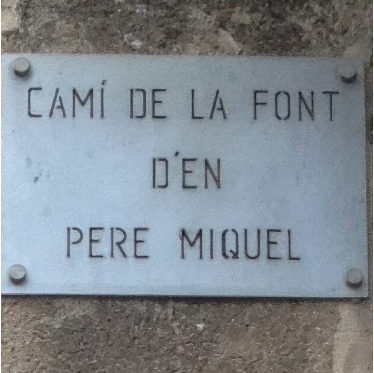 CAMÍ DE LA FONT
D'EN
PERE MIQUEL